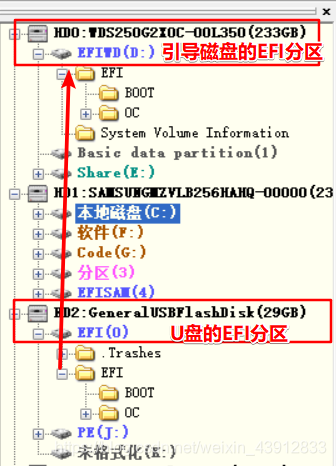 HD0:WDS250G2X0C-00L350(233GB)
EFIWD(D:)
引导磁盘的EFI分区
EFI
BOOT
OC
System Volume Information
Basic data partition(1)
Share(E:)
HD1:SAMSUNGMZVLB256HAHQ-00000(23
本地磁盘(C:)
软件(F:)
Code(G:)
分区(3)
EFISAM(4)
HD2:GeneralUSBFlashDisk(29GB)
EFI(0)
U盘的EFI分区
.Trashes
EFI
BOOT
OC
PE(J:)
未格式化(K:)
https://blog.csdn.net/weixin_43912833